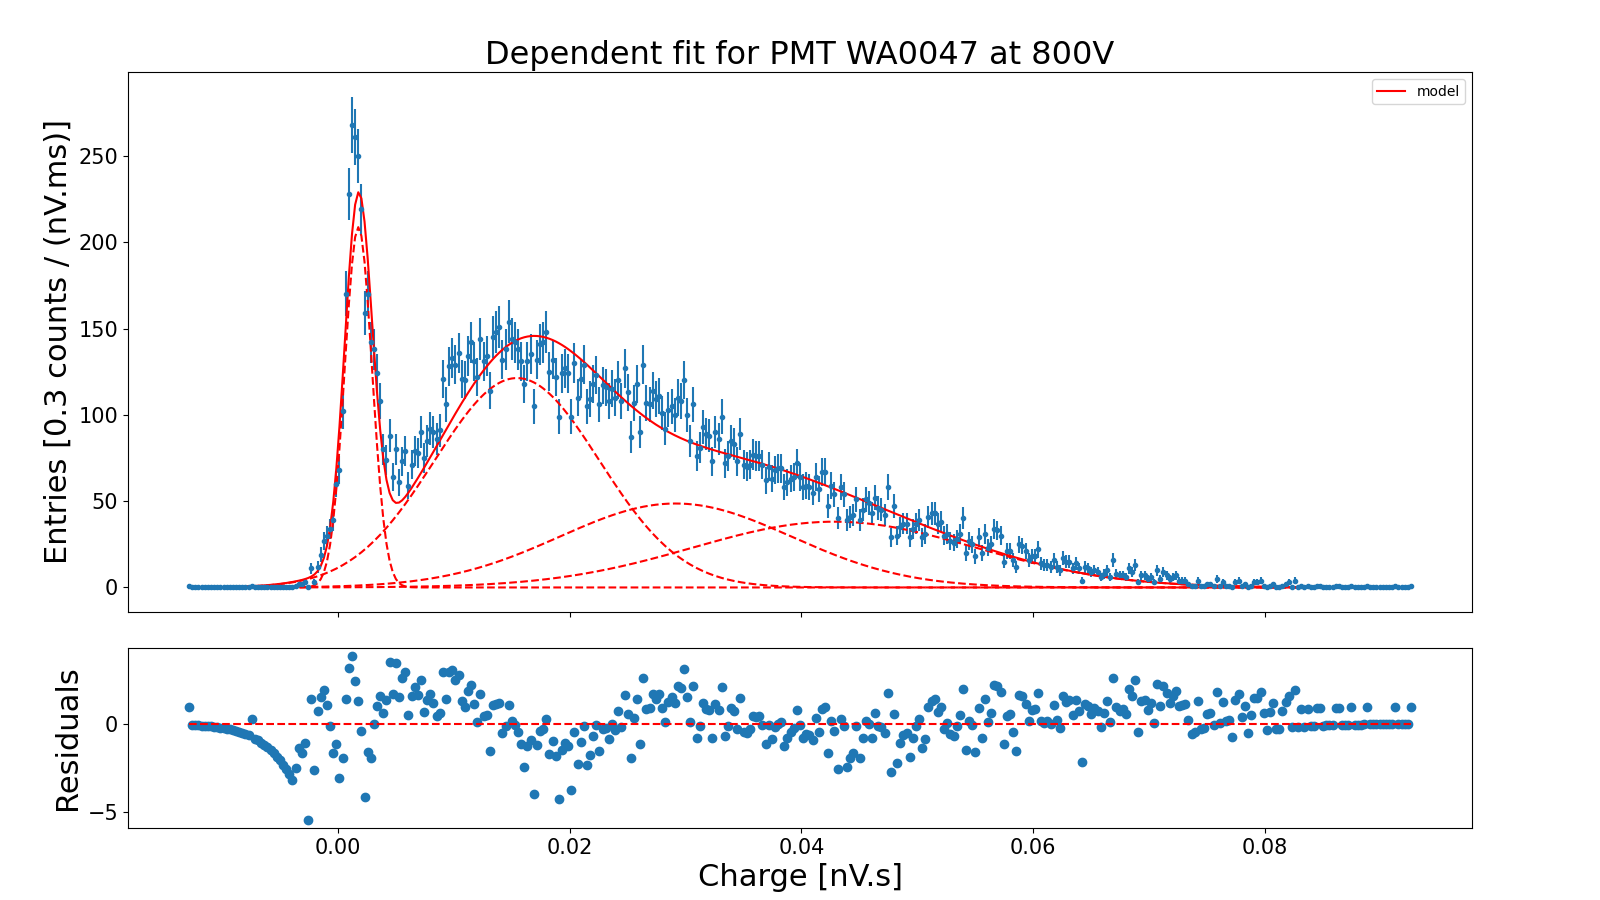 Dependent fit for PMT WA0047 at 800V
model
Entries [0.3 counts / (nV.ms)]
250
200
150
100
50
0
Residuals
0
−5
0.00 0.02 0.04 0.06 0.08
Charge [nV.s]